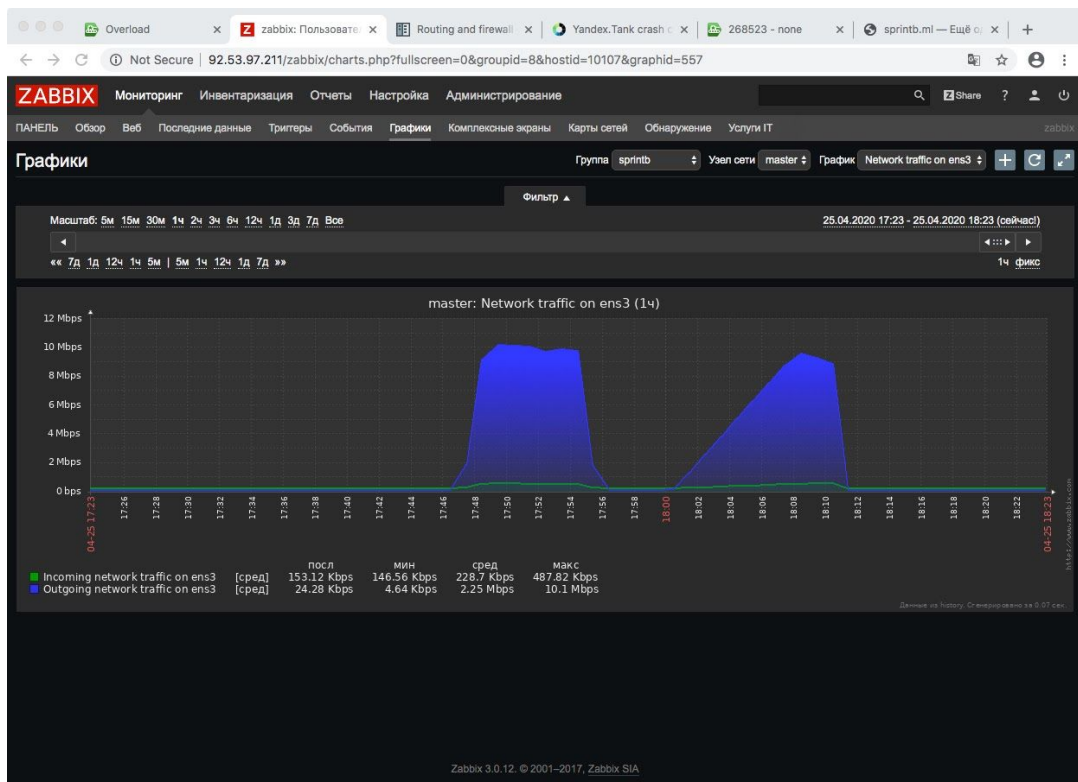 Overload
zabbix: Пользовате
Routing and firewall
Yandex.Tank crash c
268523 - none
sprintb.ml — Ещё о
Not Secure | 92.53.97.211/zabbix/charts.php?fullscreen=0&groupid=8&hostid=10107&graphid=557
ZABBIX Мониторинг Инвентаризация Отчеты Настройка Администрирование Z Share ?
ПАНЕЛЬ Обзор Веб Последние данные Триггеры События Графики Комплексные экраны Карты сетей Обнаружение Услуги IT zabbix
Графики Группа sprintb Узел сети master График Network traffic on ens3
Фильтр ▲
Масштаб: 5м 15м 30м 1ч 2ч 3ч 6ч 12ч 1д 3д 7д Все 25.04.2020 17:23 - 25.04.2020 18:23 (сейчас!)
«« 7д 1д 12ч 1ч 5м | 5м 1ч 12ч 1д 7д »» 1ч фикс
master: Network traffic on ens3 (1ч)
12 Mbps
10 Mbps
8 Mbps
6 Mbps
4 Mbps
2 Mbps
0 bps
04-25 17:23 17:26 17:28 17:30 17:32 17:34 17:36 17:38 17:40 17:42 17:44 17:46 17:48 17:50 17:52 17:54 17:56 17:58 18:00 18:02 18:04 18:06 18:08 18:10 18:12 18:14 18:16 18:18 18:20 18:22 04-25 18:23
http://www.zabbix.com
посл мин сред макс
Incoming network traffic on ens3 [сред] 153.12 Kbps 146.56 Kbps 228.7 Kbps 487.82 Kbps
Outgoing network traffic on ens3 [сред] 24.28 Kbps 4.64 Kbps 2.25 Mbps 10.1 Mbps
Данные из history. Сгенерировано за 0.07 сек.
Zabbix 3.0.12. © 2001–2017, Zabbix SIA